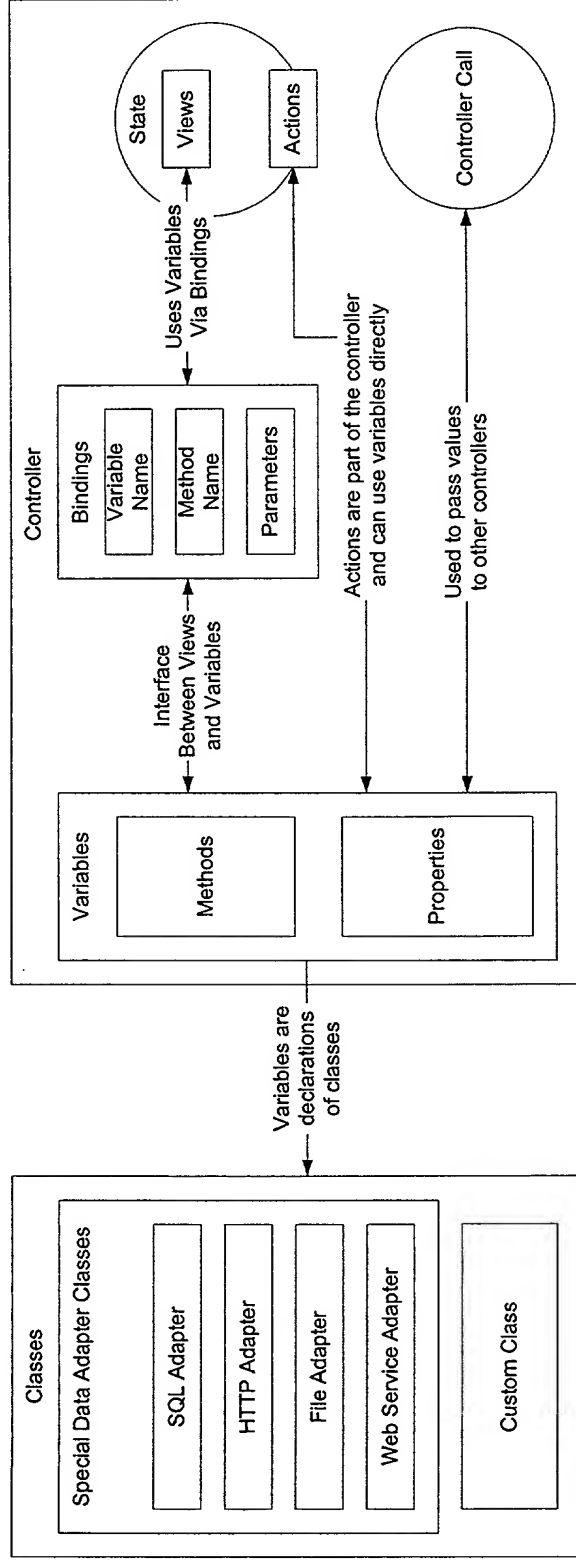 Classes
Special Data Adapter Classes
SQL Adapter
HTTP Adapter
File Adapter
Web Service Adapter
Custom Class
Variables are
declarations
of classes
Controller
Variables
Methods
Properties
Interface
Between Views
and Variables
Bindings
Variable
Name
Method
Name
Parameters
Uses Variables
Via Bindings
State
Views
Actions
Actions are part of the controller
and can use variables directly
Used to pass values
to other controllers
Controller Call